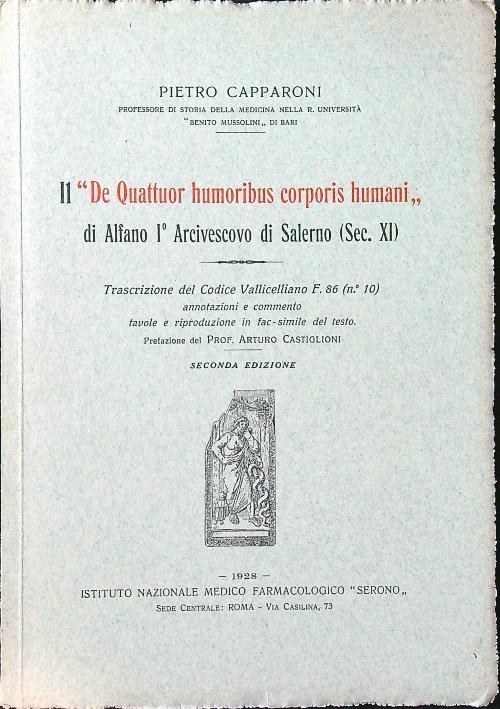 PIETRO CAPPARONI
PROFESSORE DI STORIA DELLA MEDICINA NELLA R. UNIVERSITÀ
"BENITO MUSSOLINI„ DI BARI
Il "De Quattuor humoribus corporis humani„
di Alfano Iº Arcivescovo di Salerno (Sec. XI)
Trascrizione del Codice Vallicelliano F. 86 (n.º 10)
annotazioni e commento
tavole e riproduzione in fac-simile del testo.
Prefazione del PROF. ARTURO CASTIGLIONI
SECONDA EDIZIONE
— 1928 —
ISTITUTO NAZIONALE MEDICO FARMACOLOGICO "SERONO„
SEDE CENTRALE: ROMA - VIA CASILINA, 73